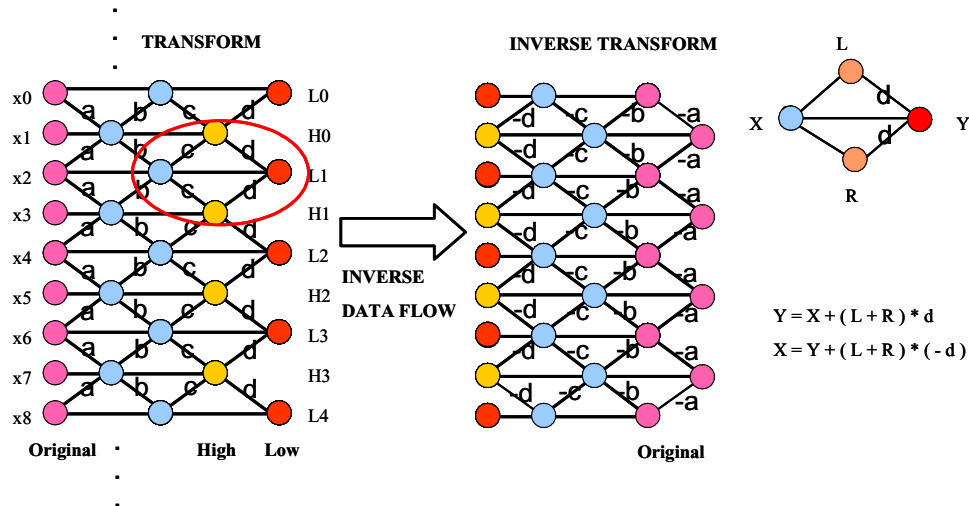 TRANSFORM
x0
x1
x2
x3
x4
x5
x6
x7
x8
a
a
a
a
a
a
a
a
b
b
b
b
b
b
b
b
c
c
c
c
c
c
c
c
d
d
d
d
d
d
d
d
L0
H0
L1
H1
L2
H2
L3
H3
L4
Original
High
Low
INVERSE
DATA FLOW
INVERSE TRANSFORM
-d
-d
-d
-d
-d
-d
-d
-d
-c
-c
-c
-c
-c
-c
-c
-c
-b
-b
-b
-b
-b
-b
-b
-b
-a
-a
-a
-a
-a
-a
-a
-a
Original
L
X
d
d
Y
R
Y = X + ( L + R ) * d
X = Y + ( L + R ) * ( - d )